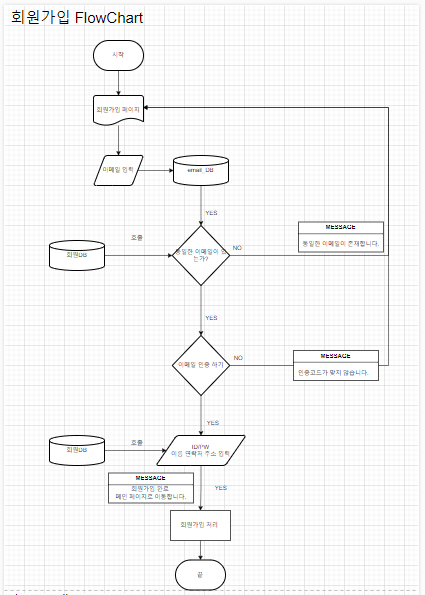 회원가입 FlowChart
시작
회원가입 페이지
이메일 입력
email_DB
YES
MESSAGE
동일한 이메일이 존재합니다.
호출
NO
동일한 이메일이 있
는가?
회원DB
YES
이메일 인증 하기
NO
MESSAGE
인증코드가 맞지 않습니다.
YES
호출
회원DB
ID/PW
이름 연락처 주소 입력
MESSAGE
회원가입 완료
메인 페이지로 이동합니다.
YES
회원가입 처리
끝